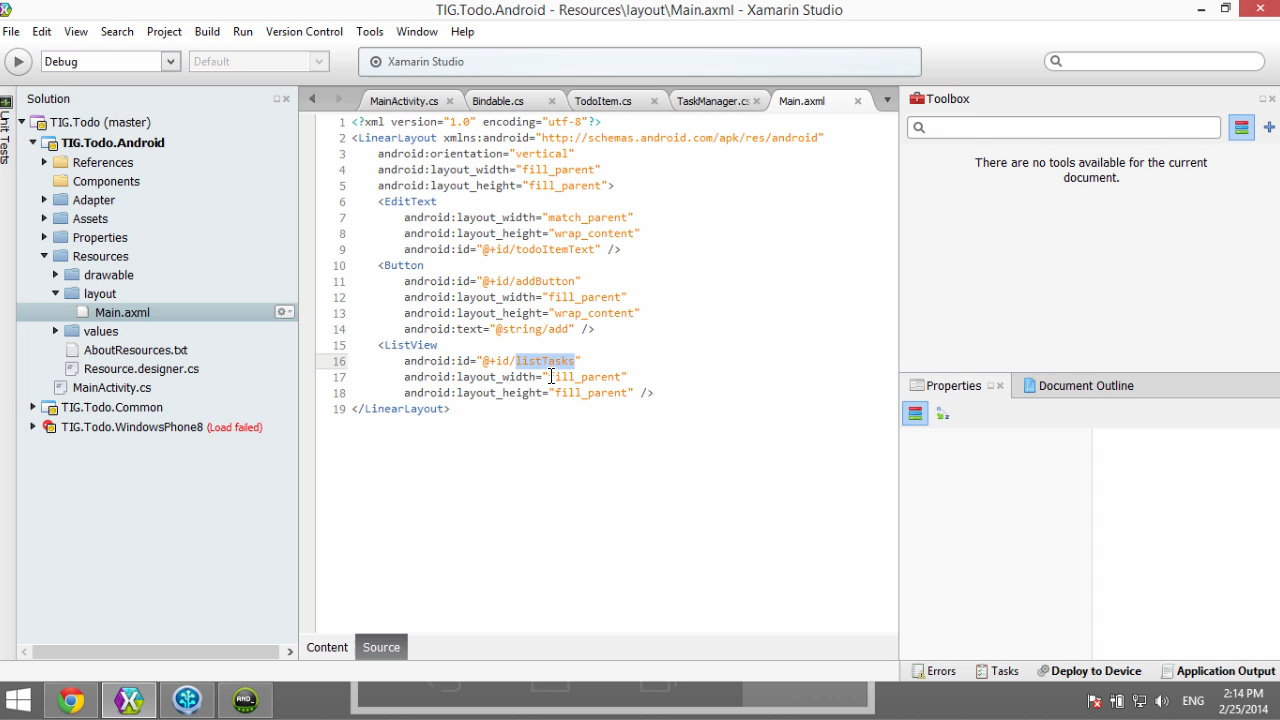 TIG.Todo.Android - Resources\layout\Main.axml - Xamarin Studio
File Edit View Search Project Build Run Version Control Tools Window Help
Debug Default Xamarin Studio
Unit Tests
Solution
TIG.Todo (master)
TIG.Todo.Android
References
Components
Adapter
Assets
Properties
Resources
drawable
layout
Main.axml
values
AboutResources.txt
Resource.designer.cs
MainActivity.cs
TIG.Todo.Common
TIG.Todo.WindowsPhone8 (Load failed)
MainActivity.cs Bindable.cs TodoItem.cs TaskManager.cs Main.axml
1 <?xml version="1.0" encoding="utf-8"?>
2 <LinearLayout xmlns:android="http://schemas.android.com/apk/res/android"
3 android:orientation="vertical"
4 android:layout_width="fill_parent"
5 android:layout_height="fill_parent">
6 <EditText
7 android:layout_width="match_parent"
8 android:layout_height="wrap_content"
9 android:id="@+id/todoItemText" />
10 <Button
11 android:id="@+id/addButton"
12 android:layout_width="fill_parent"
13 android:layout_height="wrap_content"
14 android:text="@string/add" />
15 <ListView
16 android:id="@+id/listTasks"
17 android:layout_width="fill_parent"
18 android:layout_height="fill_parent" />
19 </LinearLayout>
Content Source
Toolbox
There are no tools available for the current
document.
Properties Document Outline
Errors Tasks Deploy to Device Application Output
AND_
ENG
2:14 PM
2/25/2014